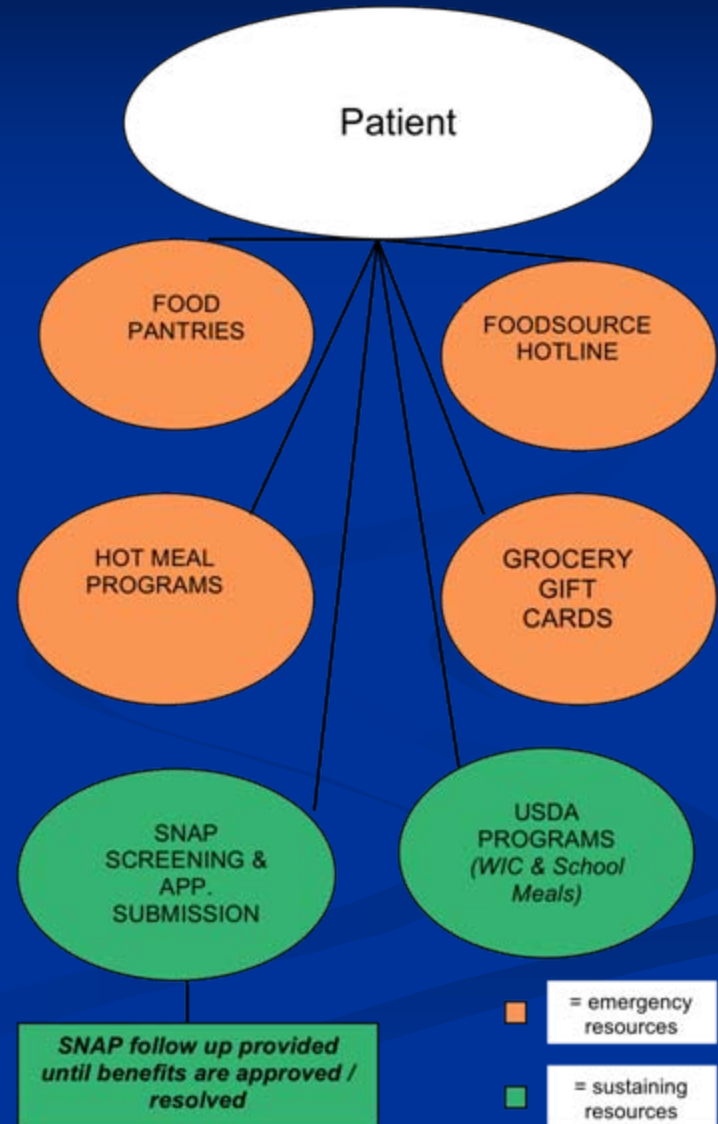 Patient
FOOD
PANTRIES
FOODSOURCE
HOTLINE
HOT MEAL
PROGRAMS
GROCERY
GIFT
CARDS
SNAP
SCREENING &
APP.
SUBMISSION
USDA
PROGRAMS
(WIC & School
Meals)
SNAP follow up provided
until benefits are approved /
resolved
= emergency
resources
= sustaining
resources